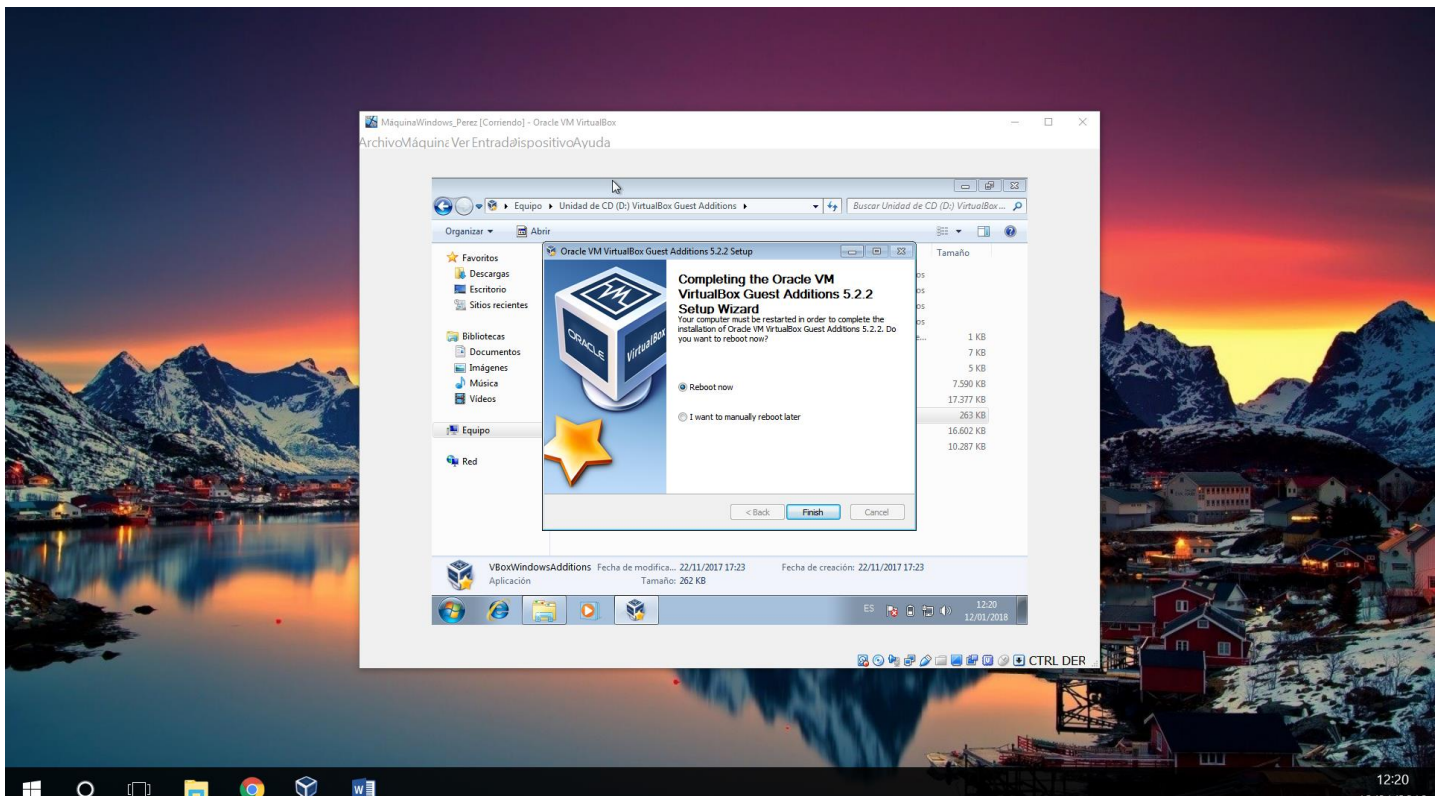 MáquinaWindows_Perez [Corriendo] - Oracle VM VirtualBox
ArchivoMáquina Ver EntradaDispositivoAyuda
Equipo Unidad de CD (D:) VirtualBox Guest Additions
Buscar Unidad de CD (D:) VirtualBox ...
Organizar Abrir
Favoritos
Descargas
Escritorio
Sitios recientes
Bibliotecas
Documentos
Imágenes
Música
Vídeos
Equipo
Red
Oracle VM VirtualBox Guest Additions 5.2.2 Setup
ORACLE
VirtualBox
Completing the Oracle VM
VirtualBox Guest Additions 5.2.2
Setup Wizard
Your computer must be restarted in order to complete the
installation of Oracle VM VirtualBox Guest Additions 5.2.2. Do
you want to reboot now?
Reboot now
I want to manually reboot later
< Back Finish Cancel
Tamaño
1 KB
7 KB
5 KB
7.590 KB
17.377 KB
263 KB
16.602 KB
10.287 KB
VBoxWindowsAdditions Fecha de modifica... 22/11/2017 17:23 Fecha de creación: 22/11/2017 17:23
Aplicación Tamaño: 262 KB
ES 12:20
12/01/2018
CTRL DER
12:20